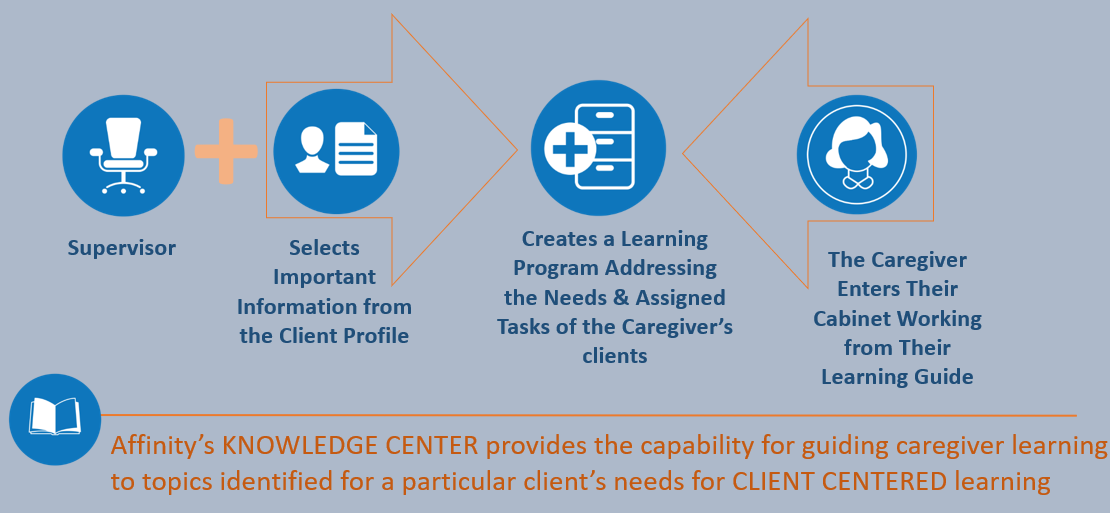 Supervisor
Selects
Important
Information from
the Client Profile
Creates a Learning
Program Addressing
the Needs & Assigned
Tasks of the Caregiver's
clients
The Caregiver
Enters Their
Cabinet Working
from Their
Learning Guide
Affinity's KNOWLEDGE CENTER provides the capability for guiding caregiver learning
to topics identified for a particular client's needs for CLIENT CENTERED learning